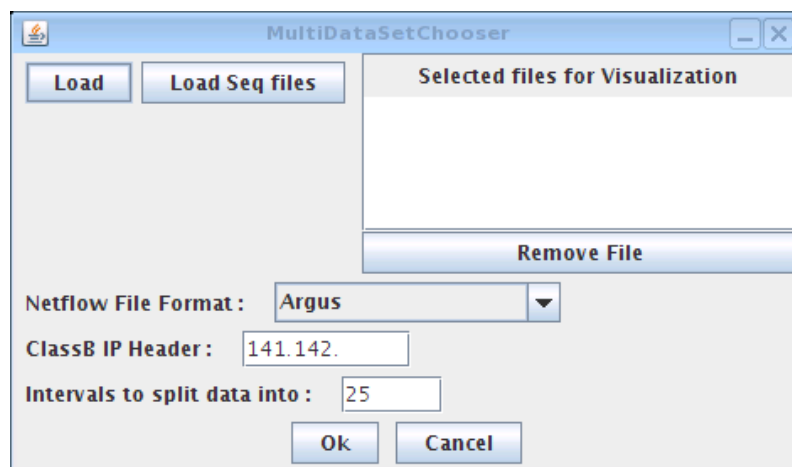 MultiDataSetChooser
Load Load Seq files
Selected files for Visualization
Remove File
Netflow File Format : Argus
ClassB IP Header : 141.142.
Intervals to split data into : 25
Ok Cancel